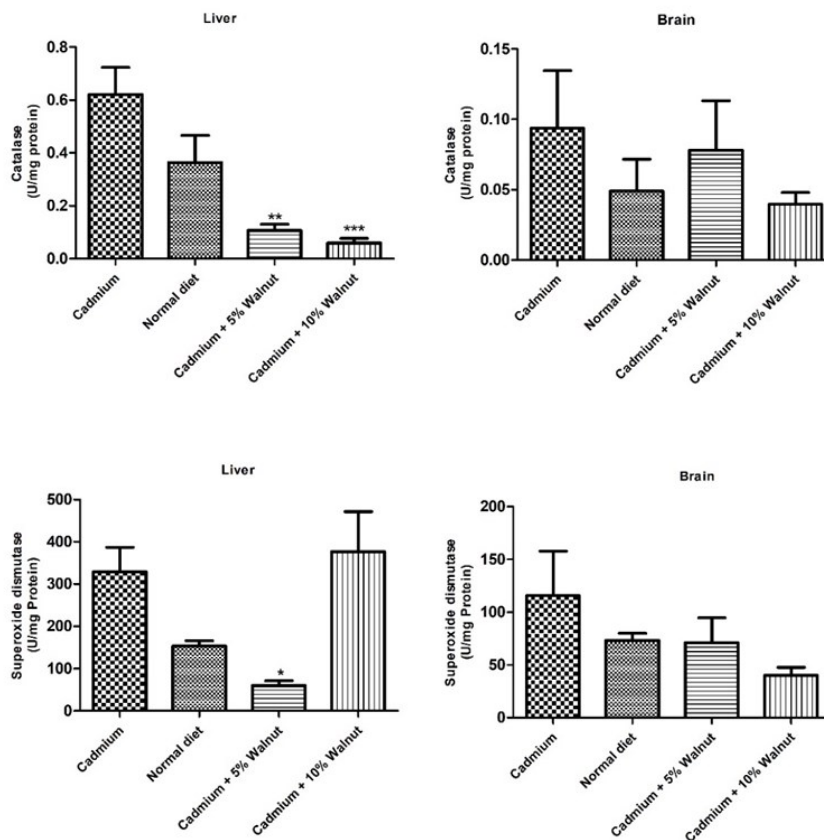 Liver
Catalase
(U/mg protein)
0.8
0.6
0.4
0.2
0.0
**
***
Cadmium
Normal diet
Cadmium + 5% Walnut
Cadmium + 10% Walnut
Brain
Catalase
(U/mg protein)
0.15
0.10
0.05
0.00
Cadmium
Normal diet
Cadmium + 5% Walnut
Cadmium + 10% Walnut
Liver
Superoxide dismutase
(U/mg Protein)
500
400
300
200
100
0
*
Cadmium
Normal diet
Cadmium + 5% Walnut
Cadmium + 10% Walnut
Brain
Superoxide dismutase
(U/mg Protein)
200
150
100
50
0
Cadmium
Normal diet
Cadmium + 5% Walnut
Cadmium + 10% Walnut